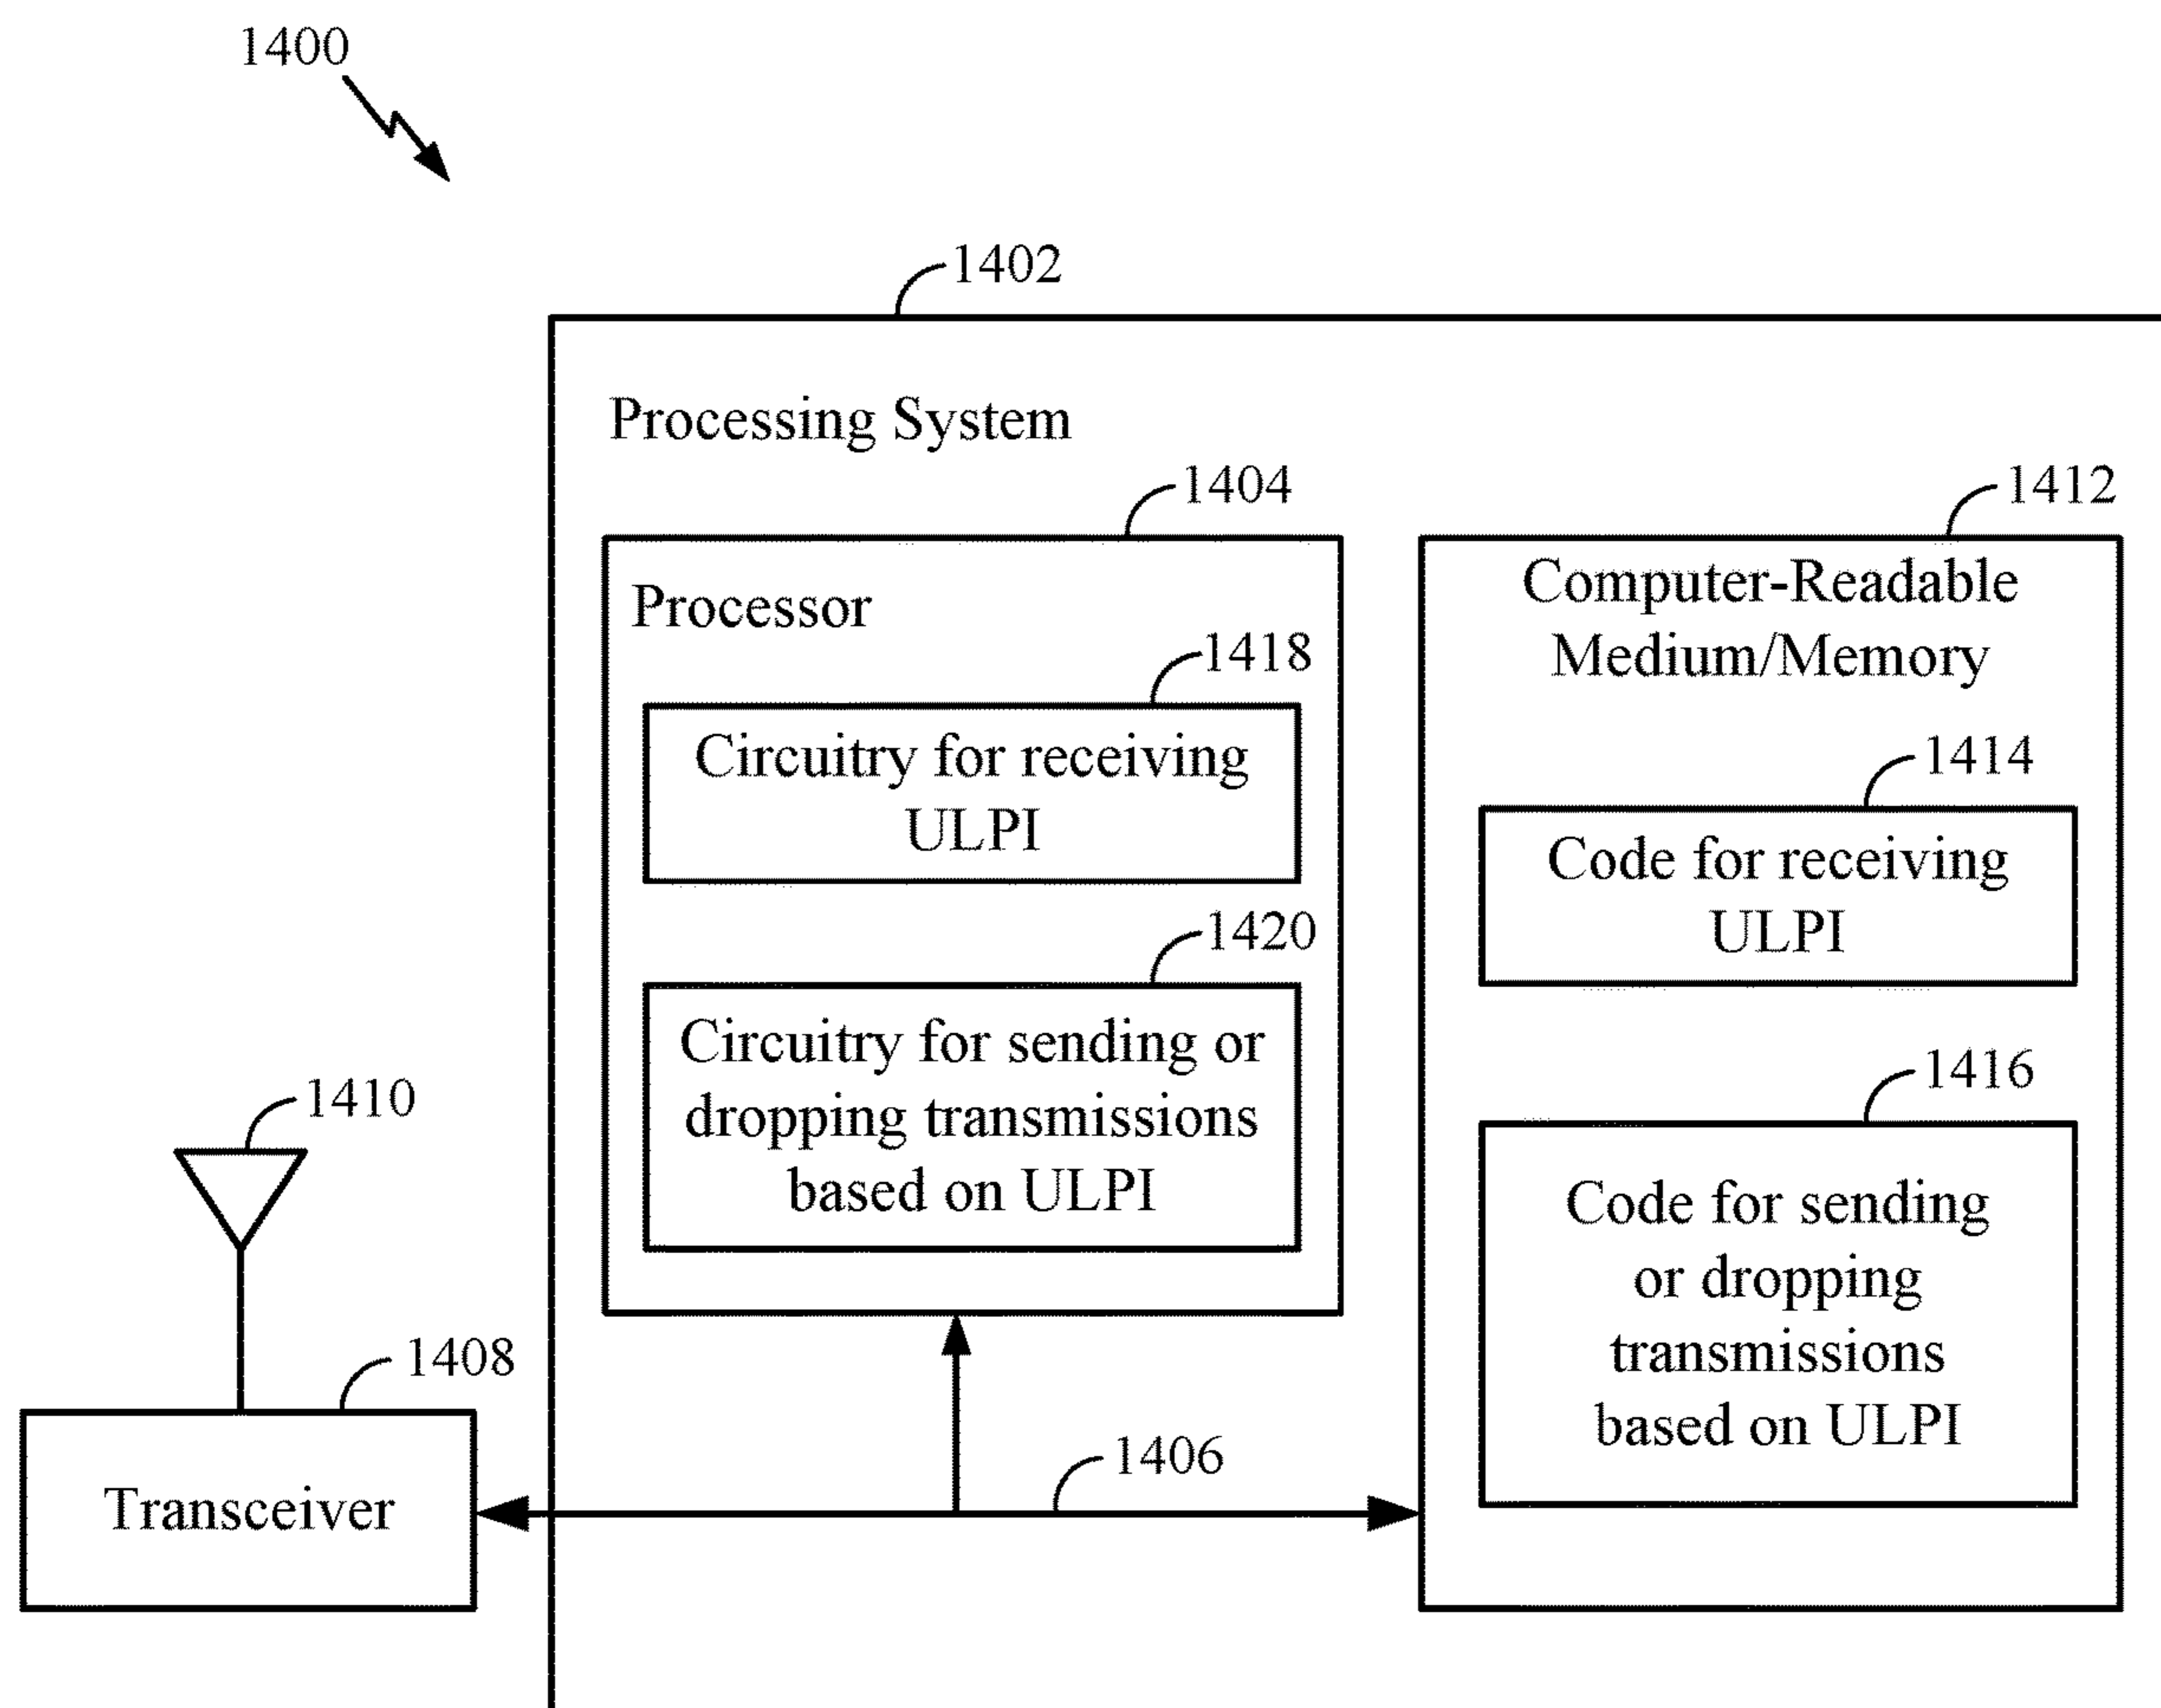 1400
1402
Processing System
1404
1412
Processor
Computer-Readable
Medium/Memory
1418
Circuitry for receiving
ULPI
1414
Code for receiving
ULPI
1420
Circuitry for sending or
dropping transmissions
based on ULPI
1416
Code for sending
or dropping
transmissions
based on ULPI
1410
1408
Transceiver
1406